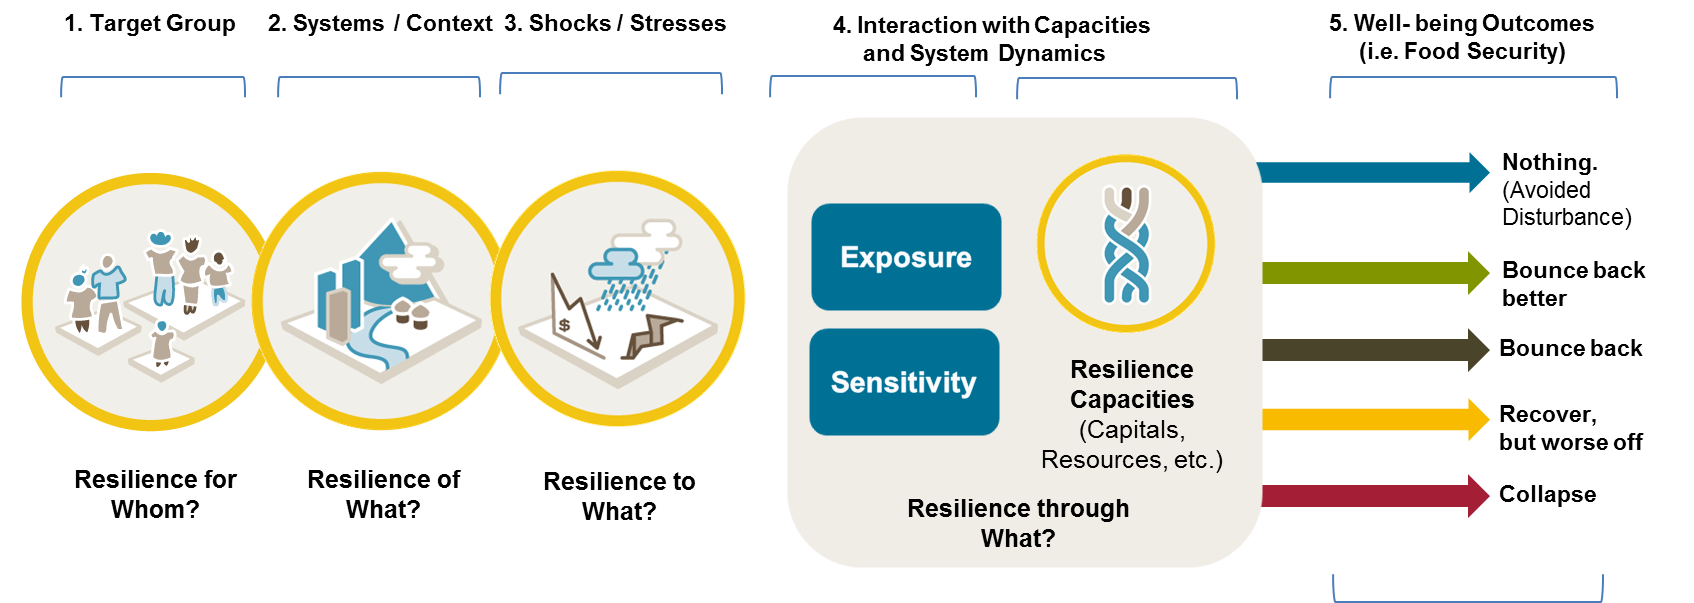 1. Target Group
2. Systems / Context
3. Shocks / Stresses
4. Interaction with Capacities
and System Dynamics
5. Well- being Outcomes
(i.e. Food Security)
$
Resilience for
Whom?
Resilience of
What?
Resilience to
What?
Exposure
Sensitivity
Resilience
Capacities
(Capitals,
Resources, etc.)
Resilience through
What?
Nothing.
(Avoided
Disturbance)
Bounce back
better
Bounce back
Recover,
but worse off
Collapse